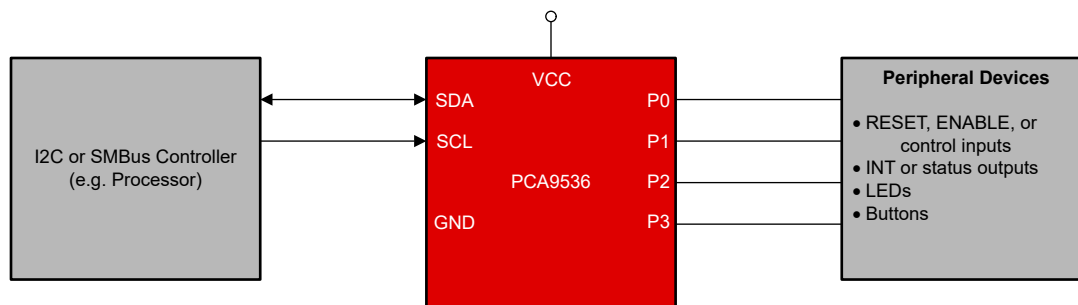 I2C or SMBus Controller
(e.g. Processor)
VCC
SDA
SCL
PCA9536
GND
P0
P1
P2
P3
Peripheral Devices
• RESET, ENABLE, or
control inputs
• INT or status outputs
• LEDs
• Buttons